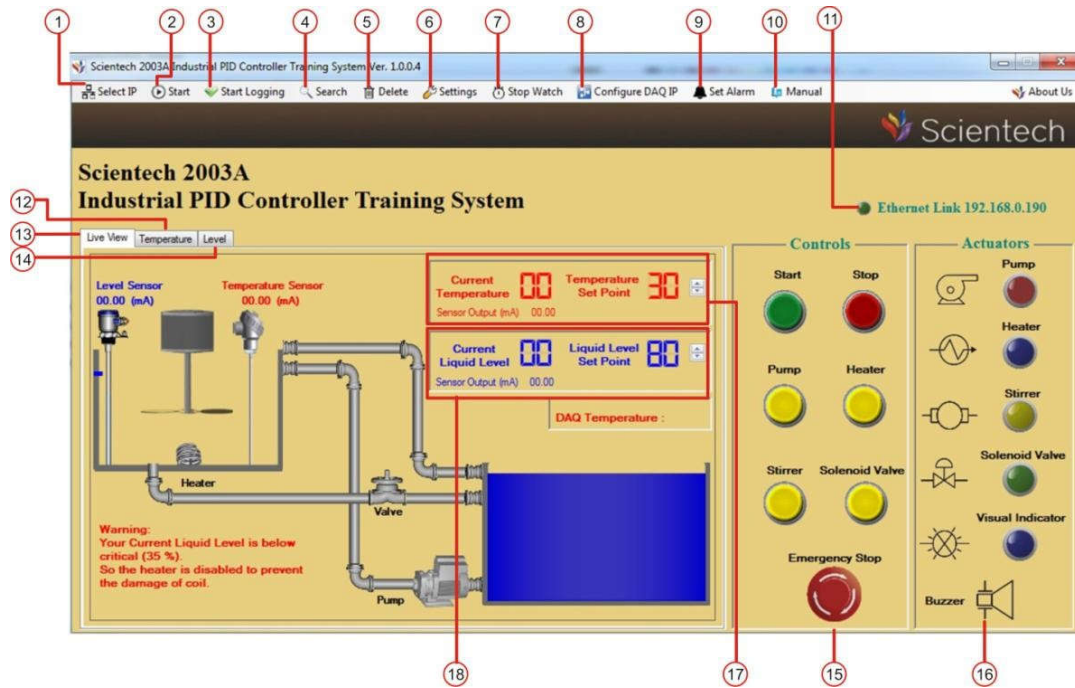 1 2 3 4 5 6 7 8 9 10 11
Scientech 2003A Industrial PID Controller Training System Ver. 1.0.0.4
Select IP Start Start Logging Search Delete Settings Stop Watch Configure DAQ IP Set Alarm Manual About Us
Scientech
Scientech 2003A
Industrial PID Controller Training System
12
Ethernet Link 192.168.0.190
13
Live View Temperature Level
14
Level Sensor
00.00 (mA)
Temperature Sensor
00.00 (mA)
Current
Temperature
00
Temperature
Set Point
30
Sensor Output (mA) 00.00
Current
Liquid Level
00
Liquid Level
Set Point
80
Sensor Output (mA) 00.00
DAQ Temperature :
Heater
Valve
Warning:
Your Current Liquid Level is below
critical (35 %).
So the heater is disabled to prevent
the damage of coil.
Pump
Controls
Start Stop
Pump Heater
Stirrer Solenoid Valve
Emergency Stop
Actuators
Pump
Heater
Stirrer
Solenoid Valve
Visual Indicator
Buzzer
18 17 15 16